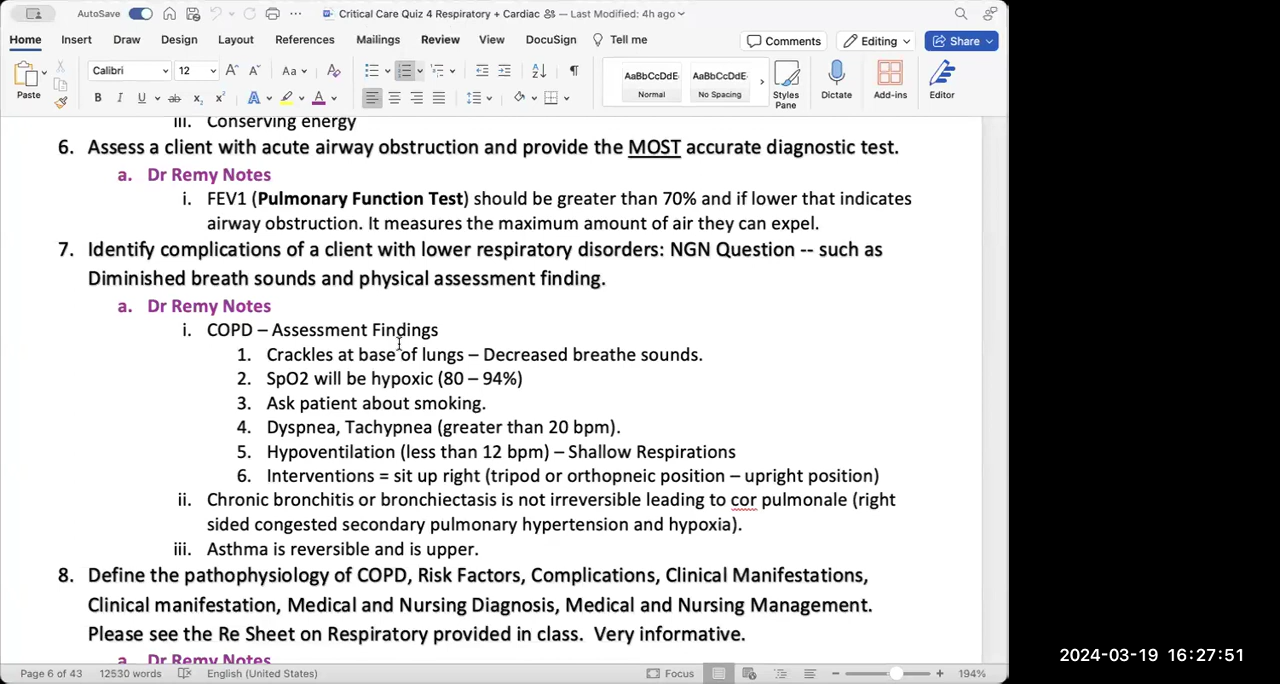 AutoSave
Critical Care Quiz 4 Respiratory + Cardiac
— Last Modified: 4h ago
Home Insert Draw Design Layout References Mailings Review View DocuSign Tell me
Comments Editing Share
Paste
Calibri 12 Aa
B I U ab x₂ x² A A
AaBbCcDdE AaBbCcDdE
Normal No Spacing
Styles Pane
Dictate
Add-ins
Editor
iii. Conserving energy
6. Assess a client with acute airway obstruction and provide the MOST accurate diagnostic test.
a. Dr Remy Notes
i. FEV1 (Pulmonary Function Test) should be greater than 70% and if lower that indicates
airway obstruction. It measures the maximum amount of air they can expel.
7. Identify complications of a client with lower respiratory disorders: NGN Question -- such as
Diminished breath sounds and physical assessment finding.
a. Dr Remy Notes
i. COPD – Assessment Findings
1. Crackles at base of lungs – Decreased breathe sounds.
2. SpO2 will be hypoxic (80 – 94%)
3. Ask patient about smoking.
4. Dyspnea, Tachypnea (greater than 20 bpm).
5. Hypoventilation (less than 12 bpm) – Shallow Respirations
6. Interventions = sit up right (tripod or orthopneic position – upright position)
ii. Chronic bronchitis or bronchiectasis is not irreversible leading to cor pulmonale (right
sided congested secondary pulmonary hypertension and hypoxia).
iii. Asthma is reversible and is upper.
8. Define the pathophysiology of COPD, Risk Factors, Complications, Clinical Manifestations,
Clinical manifestation, Medical and Nursing Diagnosis, Medical and Nursing Management.
Please see the Re Sheet on Respiratory provided in class. Very informative.
a. Dr Remy Notes
Page 6 of 43 12530 words English (United States) Focus 194%
2024-03-19 16:27:51